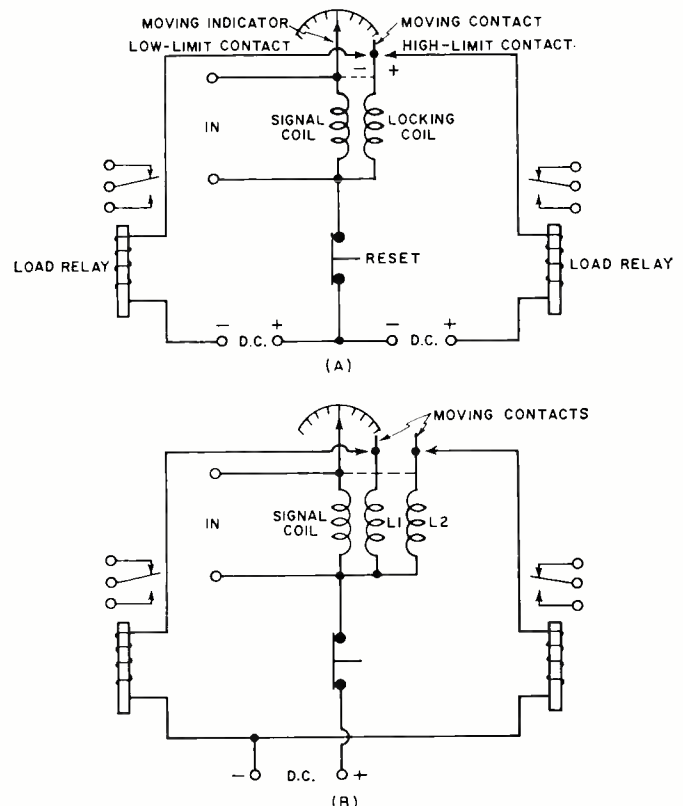 MOVING INDICATOR
MOVING CONTACT
LOW-LIMIT CONTACT
HIGH-LIMIT CONTACT
- +
IN
SIGNAL COIL
LOCKING COIL
LOAD RELAY
RESET
LOAD RELAY
- D.C. +
- D.C. +
(A)
MOVING CONTACTS
IN
SIGNAL COIL
L1
L2
- D.C. +
(B)